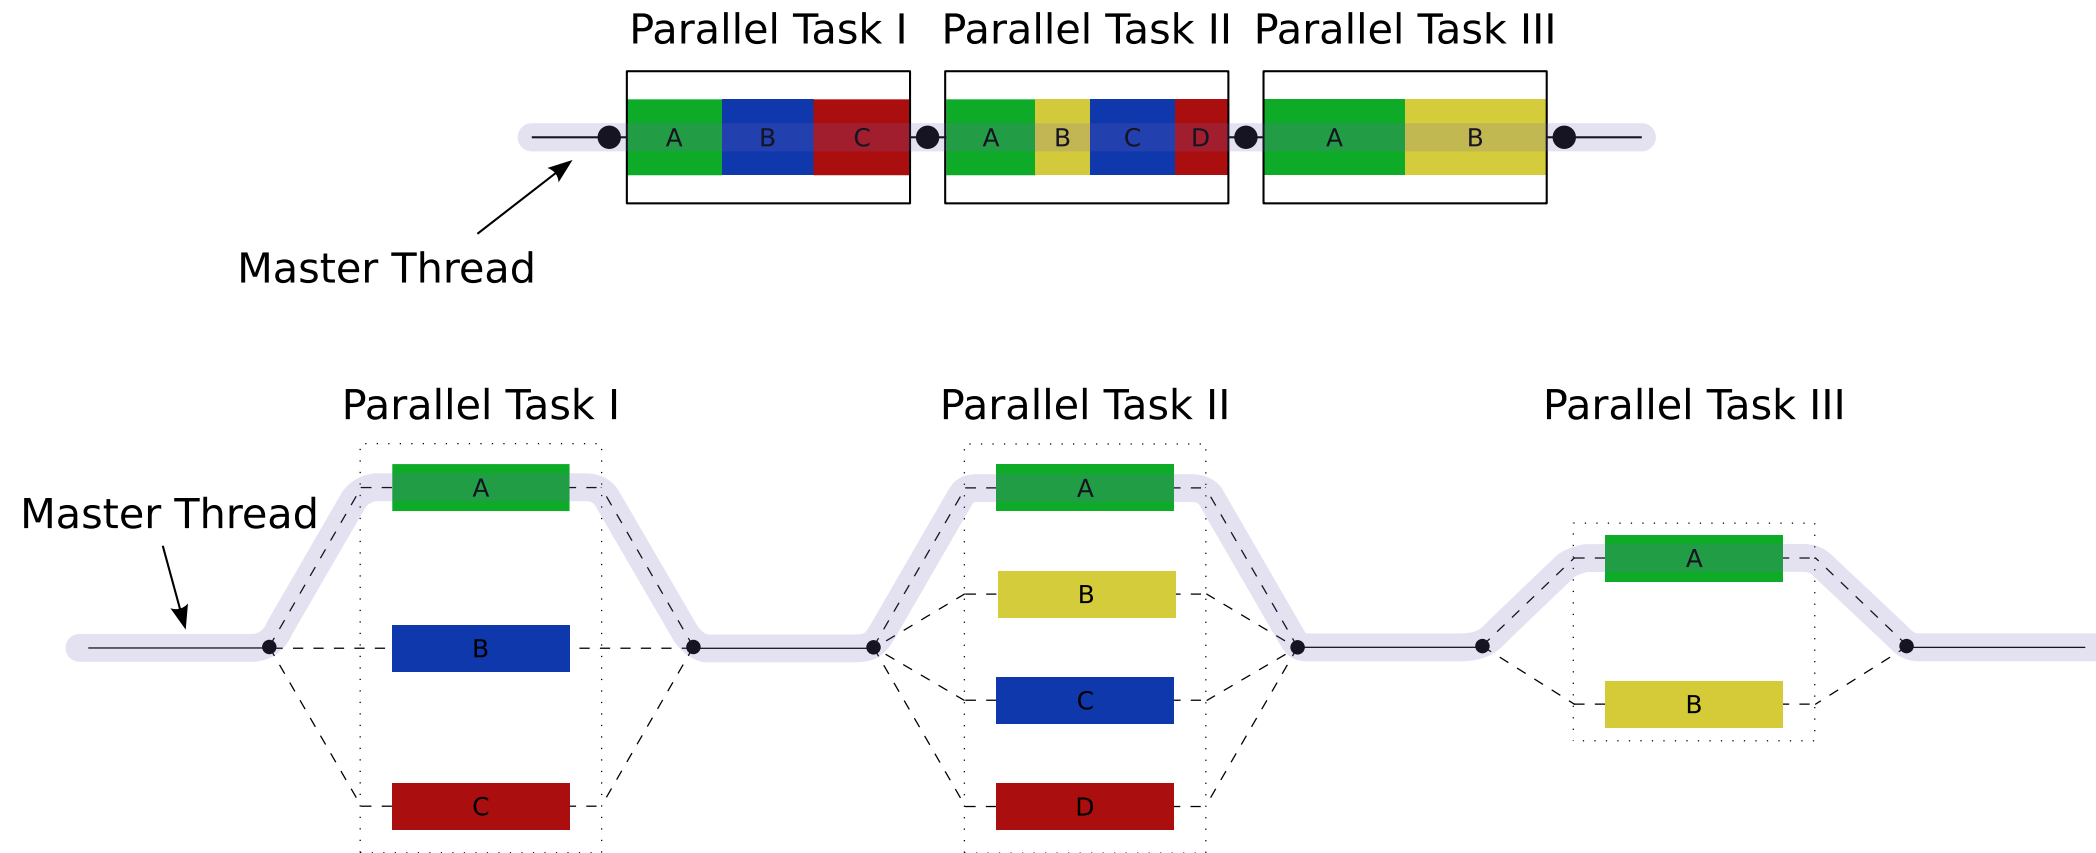 Parallel Task I
Parallel Task II
Parallel Task III
A
B
C
A
B
C
D
A
B
Master Thread
Parallel Task I
Parallel Task II
Parallel Task III
Master Thread
A
B
C
A
B
C
D
A
B